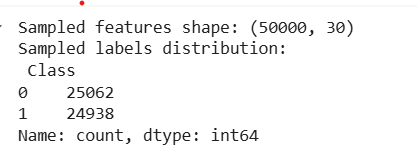 Sampled features shape: (50000, 30)
Sampled labels distribution:
 Class
0    25062
1    24938
Name: count, dtype: int64